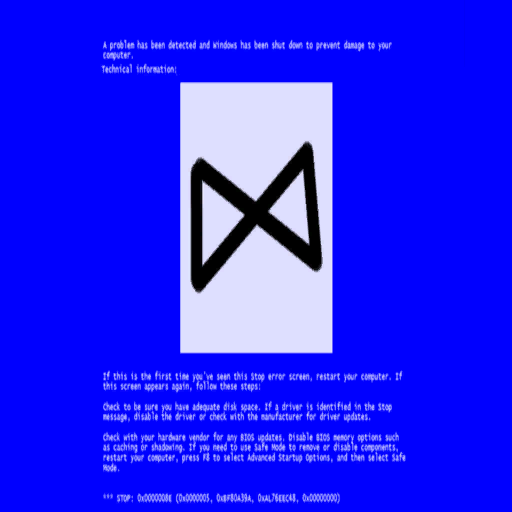 A problem has been detected and Windows has been shut down to prevent damage to your
computer.
Technical information:
If this is the first time you've seen this Stop error screen, restart your computer. If
this screen appears again, follow these steps:
Check to be sure you have adequate disk space. If a driver is identified in the Stop
message, disable the driver or check with the manufacturer for driver updates.
Check with your hardware vendor for any BIOS updates. Disable BIOS memory options such
as caching or shadowing. If you need to use Safe Mode to remove or disable components,
restart your computer, press F8 to select Advanced Startup Options, and then select Safe
Mode.
*** STOP: 0x0000008E (0x0000005, 0xBF80A39A, 0xAL76EEC48, 0x00000000)